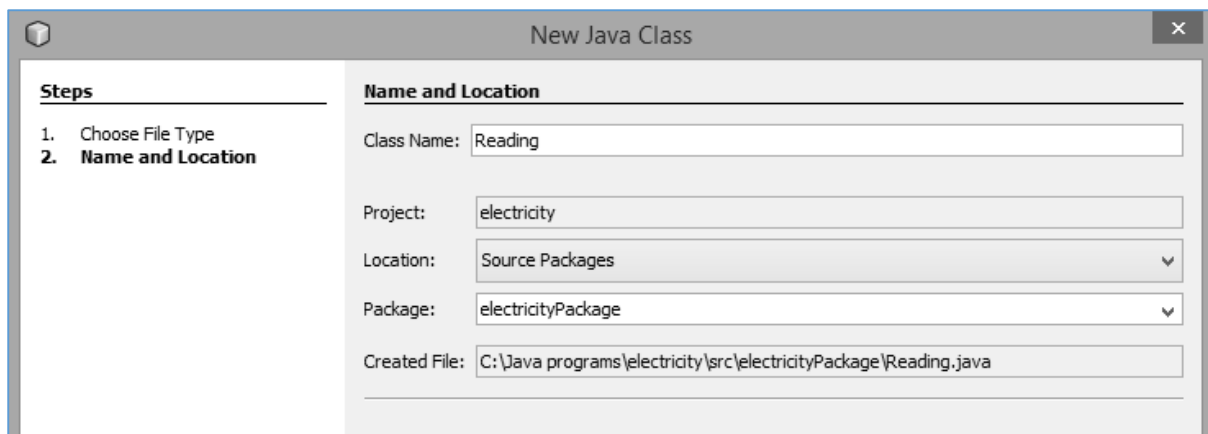 New Java Class
Steps
1. Choose File Type
2. Name and Location
Name and Location
Class Name: Reading
Project: electricity
Location: Source Packages
Package: electricityPackage
Created File: C:\Java programs\electricity\src\electricityPackage\Reading.java